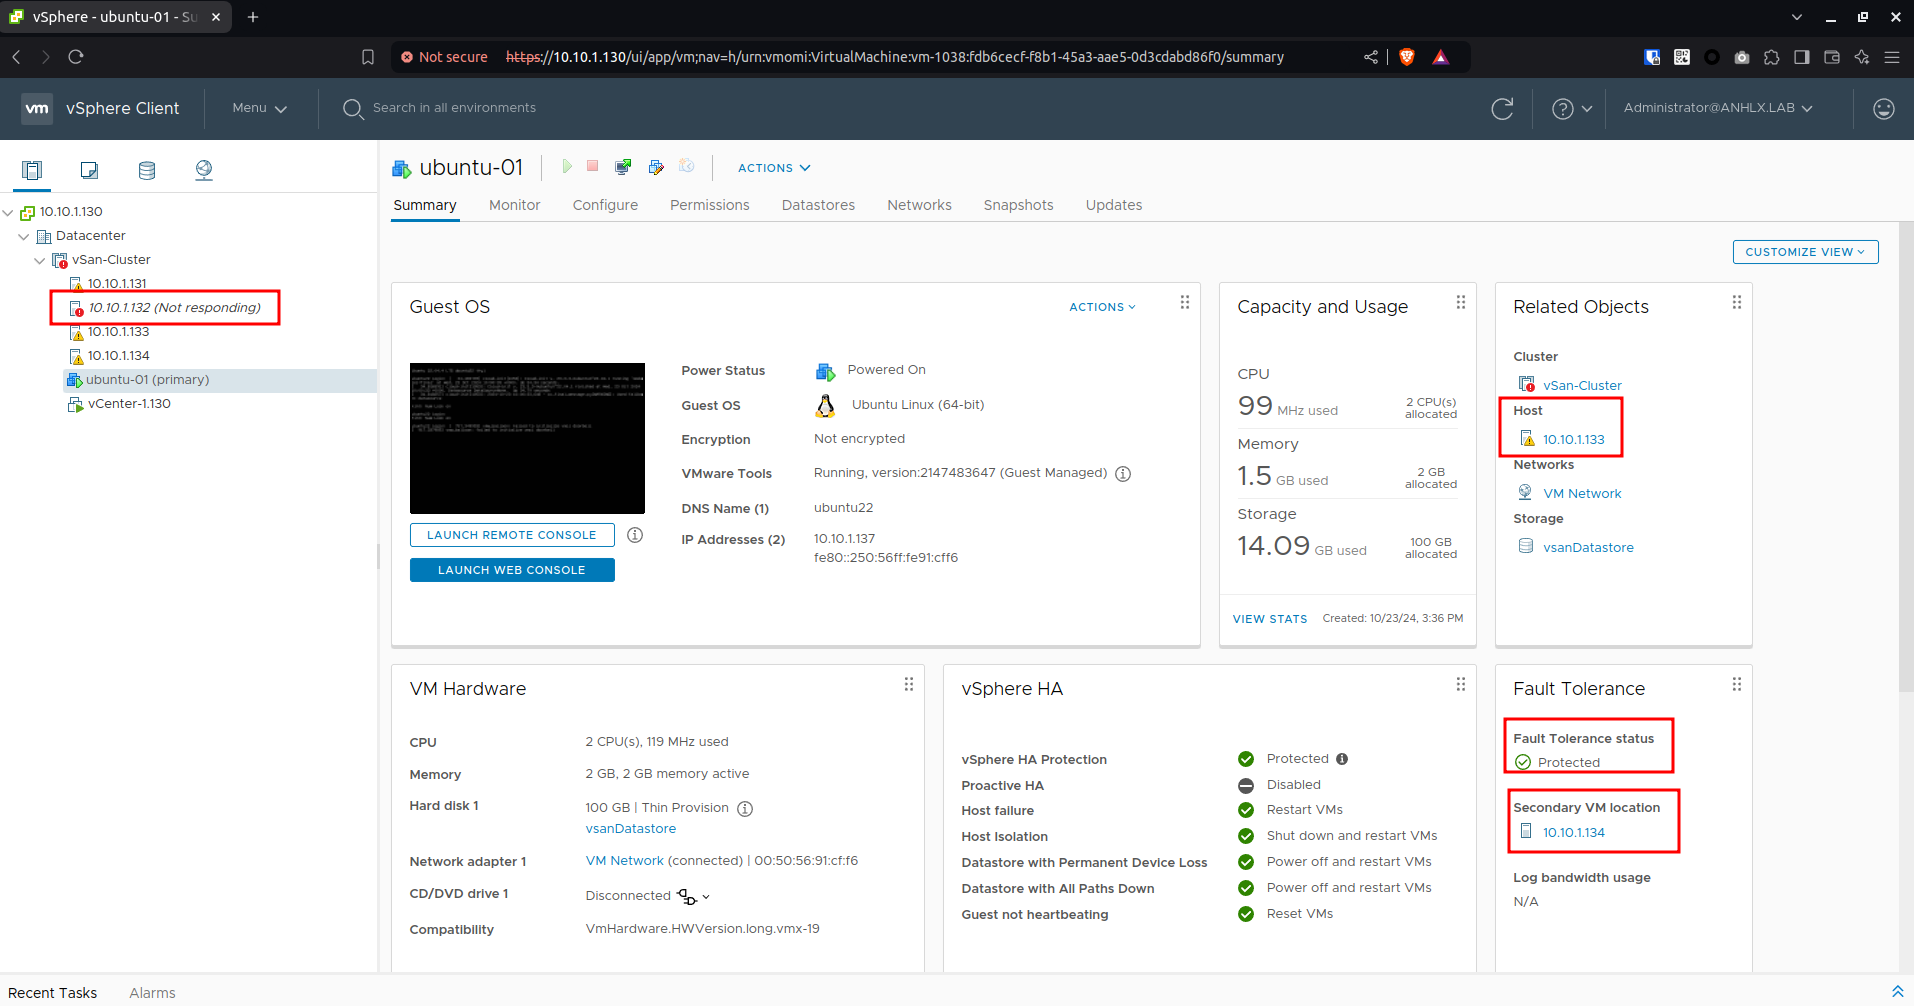 vSphere - ubuntu-01 - Su
Not secure https://10.10.1.130/ui/app/vm;nav=h/urn:vmomi:VirtualMachine:vm-1038:fdb6cecf-f8b1-45a3-aae5-0d3cdabd86f0/summary
vm vSphere Client Menu Search in all environments Administrator@ANHLX.LAB
10.10.1.130
Datacenter
vSan-Cluster
10.10.1.131
10.10.1.132 (Not responding)
10.10.1.133
10.10.1.134
ubuntu-01 (primary)
vCenter-1.130
ubuntu-01 ACTIONS
Summary Monitor Configure Permissions Datastores Networks Snapshots Updates
CUSTOMIZE VIEW
Guest OS ACTIONS
Power Status Powered On
Guest OS Ubuntu Linux (64-bit)
Encryption Not encrypted
VMware Tools Running, version:2147483647 (Guest Managed)
DNS Name (1) ubuntu22
IP Addresses (2) 10.10.1.137
fe80::250:56ff:fe91:cff6
LAUNCH REMOTE CONSOLE
LAUNCH WEB CONSOLE
Capacity and Usage
CPU
99 MHz used 2 CPU(s) allocated
Memory
1.5 GB used 2 GB allocated
Storage
14.09 GB used 100 GB allocated
VIEW STATS Created: 10/23/24, 3:36 PM
Related Objects
Cluster
vSan-Cluster
Host
10.10.1.133
Networks
VM Network
Storage
vsanDatastore
VM Hardware
CPU 2 CPU(s), 119 MHz used
Memory 2 GB, 2 GB memory active
Hard disk 1 100 GB | Thin Provision
vsanDatastore
Network adapter 1 VM Network (connected) | 00:50:56:91:cf:f6
CD/DVD drive 1 Disconnected
Compatibility VmHardware.HWVersion.long.vmx-19
vSphere HA
vSphere HA Protection Protected
Proactive HA Disabled
Host failure Restart VMs
Host Isolation Shut down and restart VMs
Datastore with Permanent Device Loss Power off and restart VMs
Datastore with All Paths Down Power off and restart VMs
Guest not heartbeating Reset VMs
Fault Tolerance
Fault Tolerance status
Protected
Secondary VM location
10.10.1.134
Log bandwidth usage
N/A
Recent Tasks Alarms